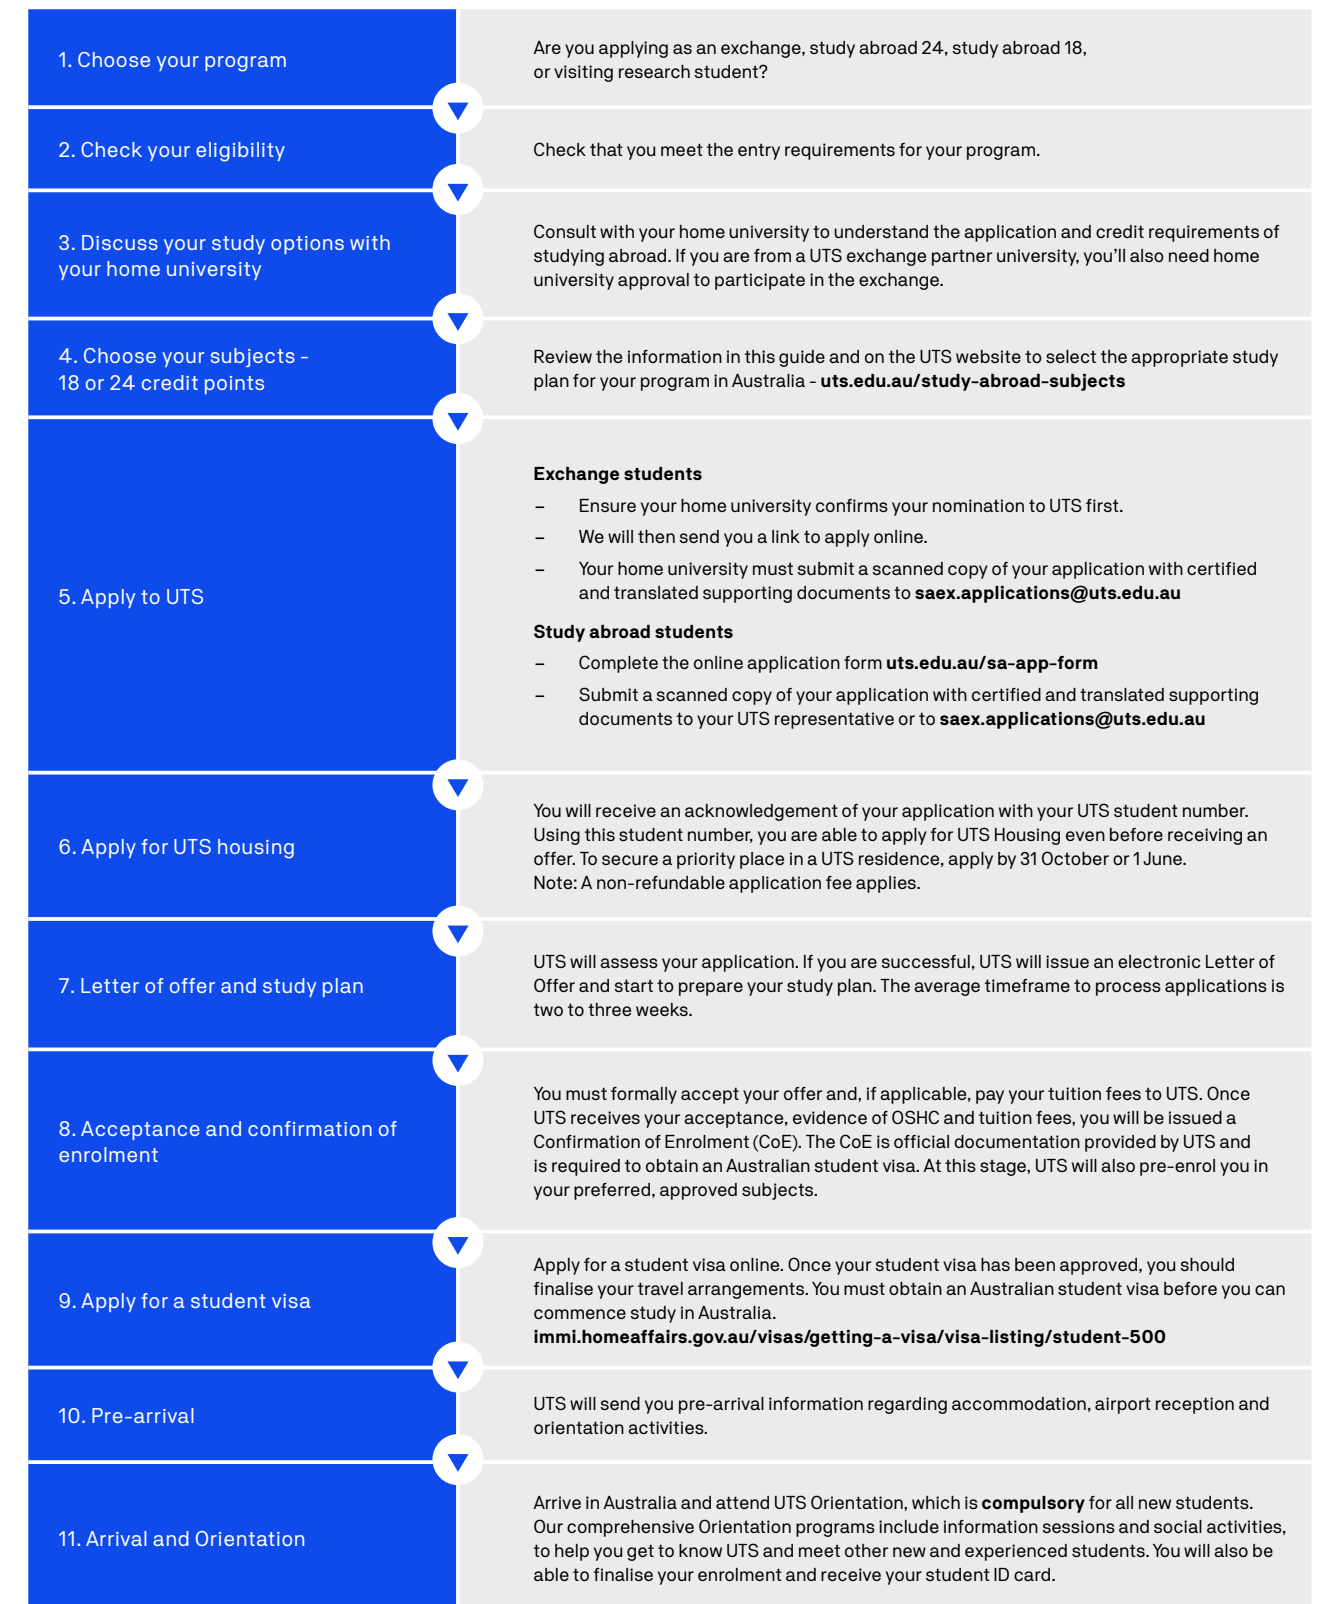 1. Choose your program
Are you applying as an exchange, study abroad 24, study abroad 18,
or visiting research student?
2. Check your eligibility
Check that you meet the entry requirements for your program.
3. Discuss your study options with
your home university
Consult with your home university to understand the application and credit requirements of
studying abroad. If you are from a UTS exchange partner university, you’ll also need home
university approval to participate in the exchange.
4. Choose your subjects -
18 or 24 credit points
Review the information in this guide and on the UTS website to select the appropriate study
plan for your program in Australia - uts.edu.au/study-abroad-subjects
5. Apply to UTS
Exchange students
– Ensure your home university confirms your nomination to UTS first.
– We will then send you a link to apply online.
– Your home university must submit a scanned copy of your application with certified
and translated supporting documents to saex.applications@uts.edu.au
Study abroad students
– Complete the online application form uts.edu.au/sa-app-form
– Submit a scanned copy of your application with certified and translated supporting
documents to your UTS representative or to saex.applications@uts.edu.au
6. Apply for UTS housing
You will receive an acknowledgement of your application with your UTS student number.
Using this student number, you are able to apply for UTS Housing even before receiving an
offer. To secure a priority place in a UTS residence, apply by 31 October or 1 June.
Note: A non-refundable application fee applies.
7. Letter of offer and study plan
UTS will assess your application. If you are successful, UTS will issue an electronic Letter of
Offer and start to prepare your study plan. The average timeframe to process applications is
two to three weeks.
8. Acceptance and confirmation of
enrolment
You must formally accept your offer and, if applicable, pay your tuition fees to UTS. Once
UTS receives your acceptance, evidence of OSHC and tuition fees, you will be issued a
Confirmation of Enrolment (CoE). The CoE is official documentation provided by UTS and
is required to obtain an Australian student visa. At this stage, UTS will also pre-enrol you in
your preferred, approved subjects.
9. Apply for a student visa
Apply for a student visa online. Once your student visa has been approved, you should
finalise your travel arrangements. You must obtain an Australian student visa before you can
commence study in Australia.
immi.homeaffairs.gov.au/visas/getting-a-visa/visa-listing/student-500
10. Pre-arrival
UTS will send you pre-arrival information regarding accommodation, airport reception and
orientation activities.
11. Arrival and Orientation
Arrive in Australia and attend UTS Orientation, which is compulsory for all new students.
Our comprehensive Orientation programs include information sessions and social activities,
to help you get to know UTS and meet other new and experienced students. You will also be
able to finalise your enrolment and receive your student ID card.